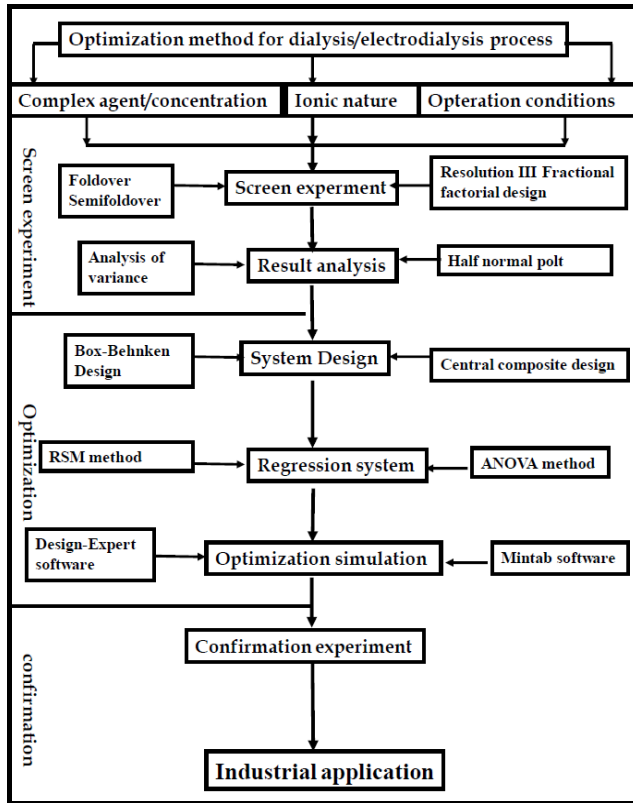 Optimization method for dialysis/electrodialysis process
Complex agent/concentration
Ionic nature
Opteration conditions
Screen experiment
Foldover
Semifoldover
Screen experment
Resolution III Fractional
factorial design
Analysis of
variance
Result analysis
Half normal polt
Optimization
Box-Behnken
Design
System Design
Central composite design
RSM method
Regression system
ANOVA method
Design-Expert
software
Optimization simulation
Mintab software
confirmation
Confirmation experiment
Industrial application